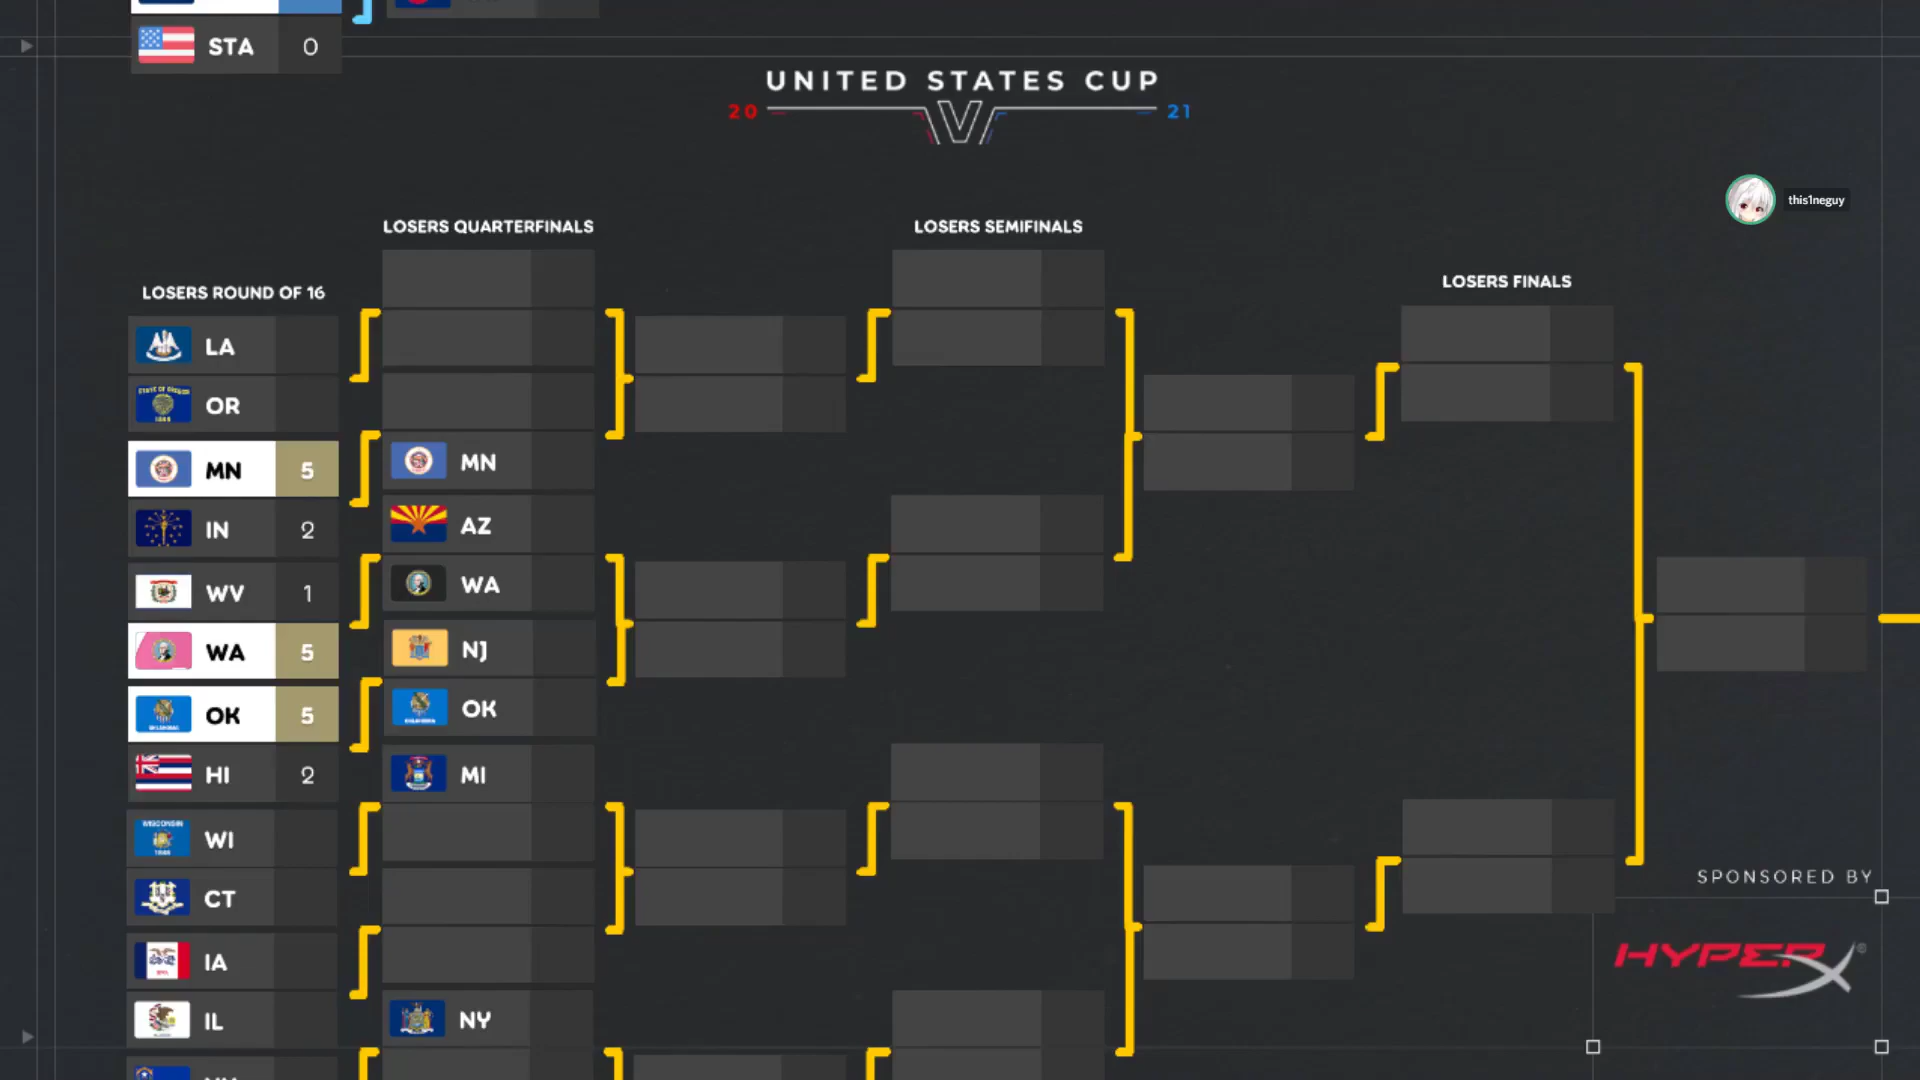 STA 0
UNITED STATES CUP
20 21
this1neguy
LOSERS QUARTERFINALS
LOSERS SEMIFINALS
LOSERS FINALS
LOSERS ROUND OF 16
LA
OR
MN 5
IN 2
WV 1
WA 5
OK 5
HI 2
WI
CT
IA
IL
MN
AZ
WA
NJ
OK
MI
NY
SPONSORED BY
HYPERX